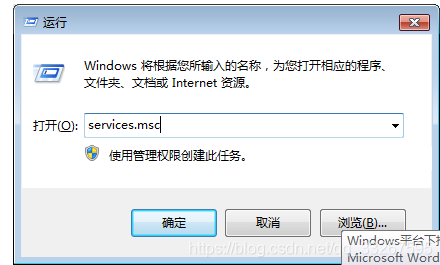 运行
Windows 将根据您所输入的名称，为您打开相应的程序、
文件夹、文档或 Internet 资源。
打开(O): services.msc
使用管理权限创建此任务。
确定 取消 浏览(B)...
Windows平台下
Microsoft Word
https://blog.csdn.net/